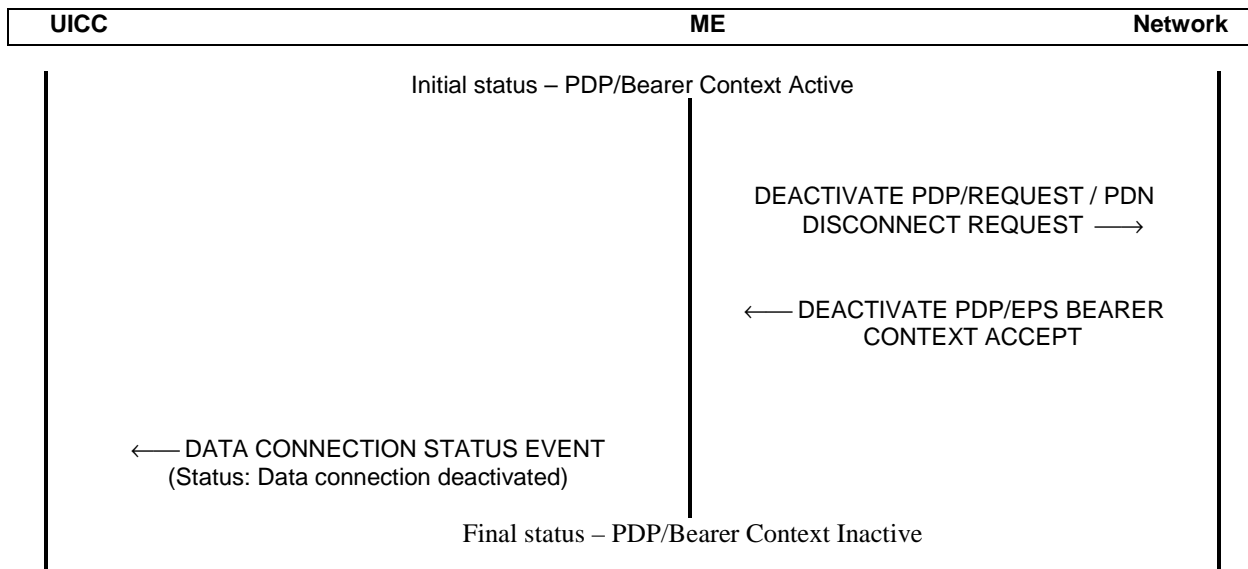 UICC ME Network
Initial status – PDP/Bearer Context Active
DEACTIVATE PDP/REQUEST / PDN
DISCONNECT REQUEST ⟶
⟵ DEACTIVATE PDP/EPS BEARER
CONTEXT ACCEPT
⟵ DATA CONNECTION STATUS EVENT
(Status: Data connection deactivated)
Final status – PDP/Bearer Context Inactive